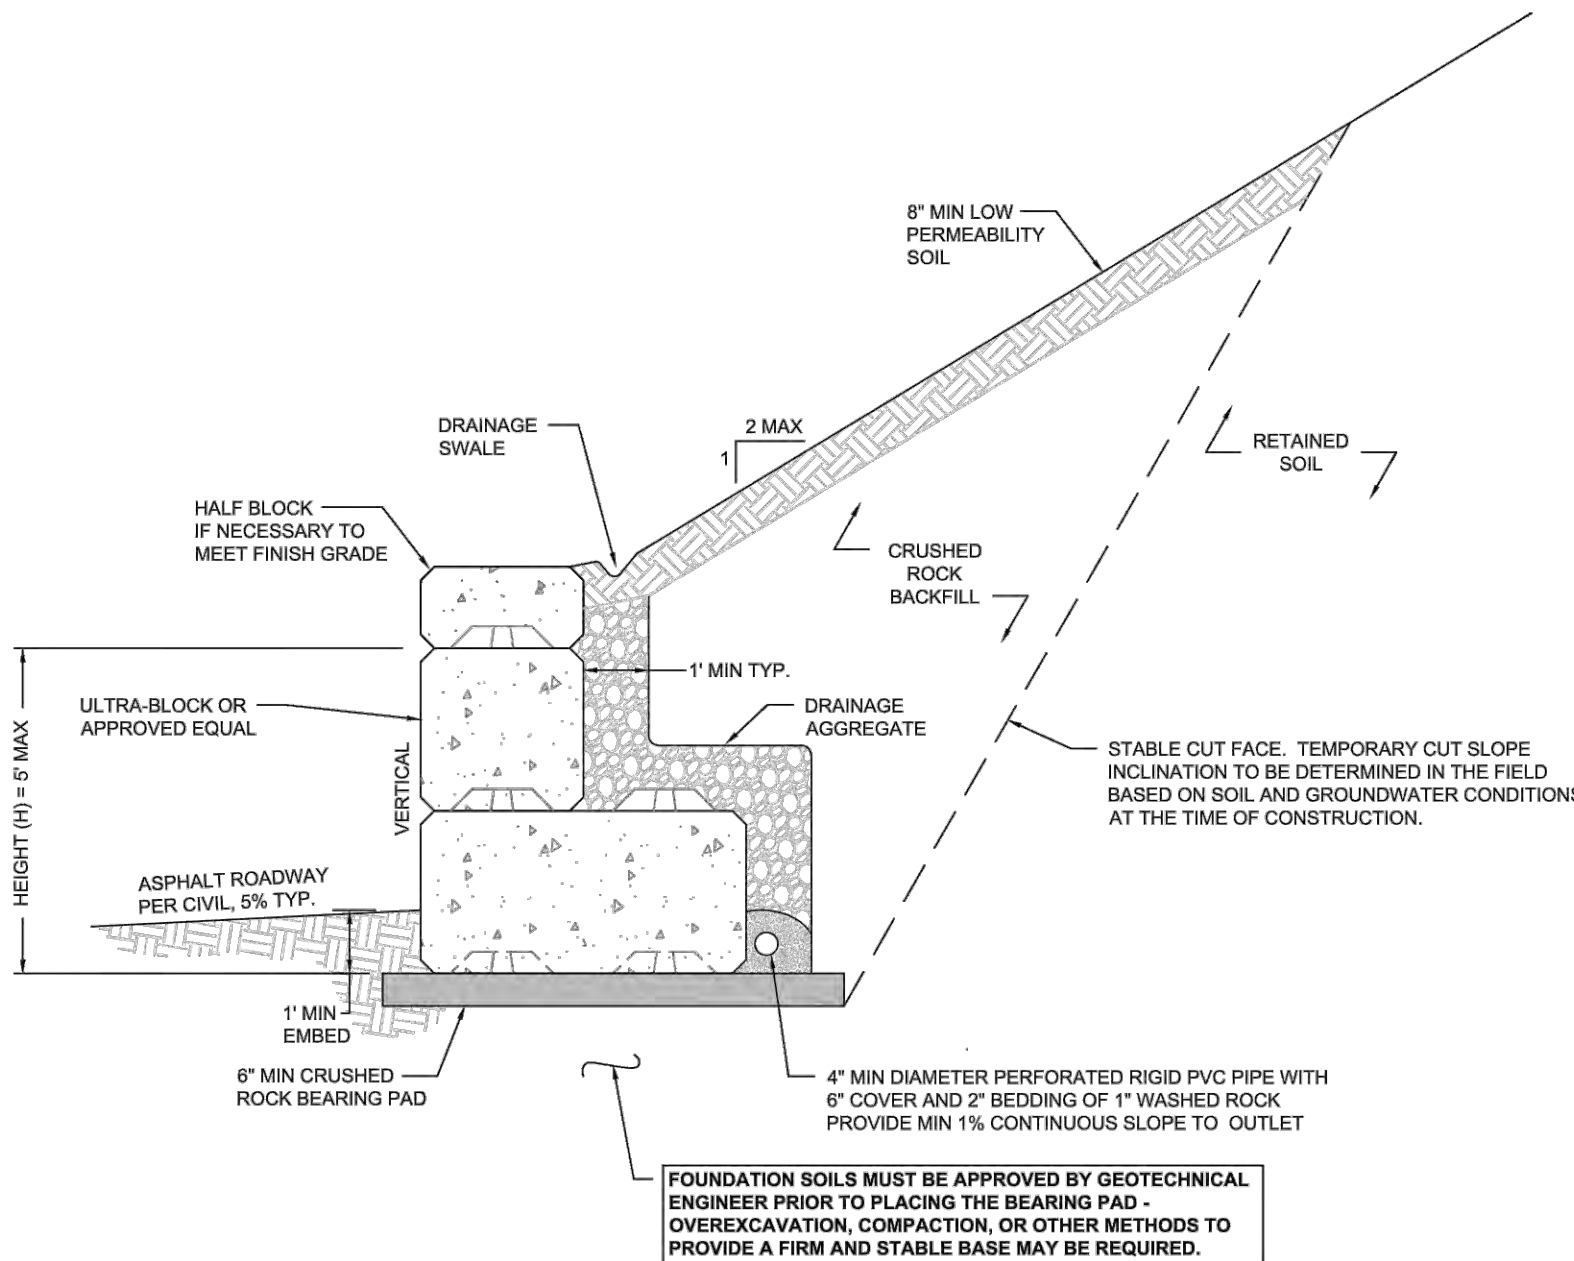 8" MIN LOW
PERMEABILITY
SOIL
2 MAX
1
DRAINAGE
SWALE
RETAINED
SOIL
HALF BLOCK
IF NECESSARY TO
MEET FINISH GRADE
CRUSHED
ROCK
BACKFILL
1' MIN TYP.
ULTRA-BLOCK OR
APPROVED EQUAL
DRAINAGE
AGGREGATE
VERTICAL
HEIGHT (H) = 5' MAX
STABLE CUT FACE. TEMPORARY CUT SLOPE
INCLINATION TO BE DETERMINED IN THE FIELD
BASED ON SOIL AND GROUNDWATER CONDITIONS
AT THE TIME OF CONSTRUCTION.
ASPHALT ROADWAY
PER CIVIL, 5% TYP.
1' MIN
EMBED
6" MIN CRUSHED
ROCK BEARING PAD
4" MIN DIAMETER PERFORATED RIGID PVC PIPE WITH
6" COVER AND 2" BEDDING OF 1" WASHED ROCK
PROVIDE MIN 1% CONTINUOUS SLOPE TO OUTLET
FOUNDATION SOILS MUST BE APPROVED BY GEOTECHNICAL
ENGINEER PRIOR TO PLACING THE BEARING PAD -
OVEREXCAVATION, COMPACTION, OR OTHER METHODS TO
PROVIDE A FIRM AND STABLE BASE MAY BE REQUIRED.